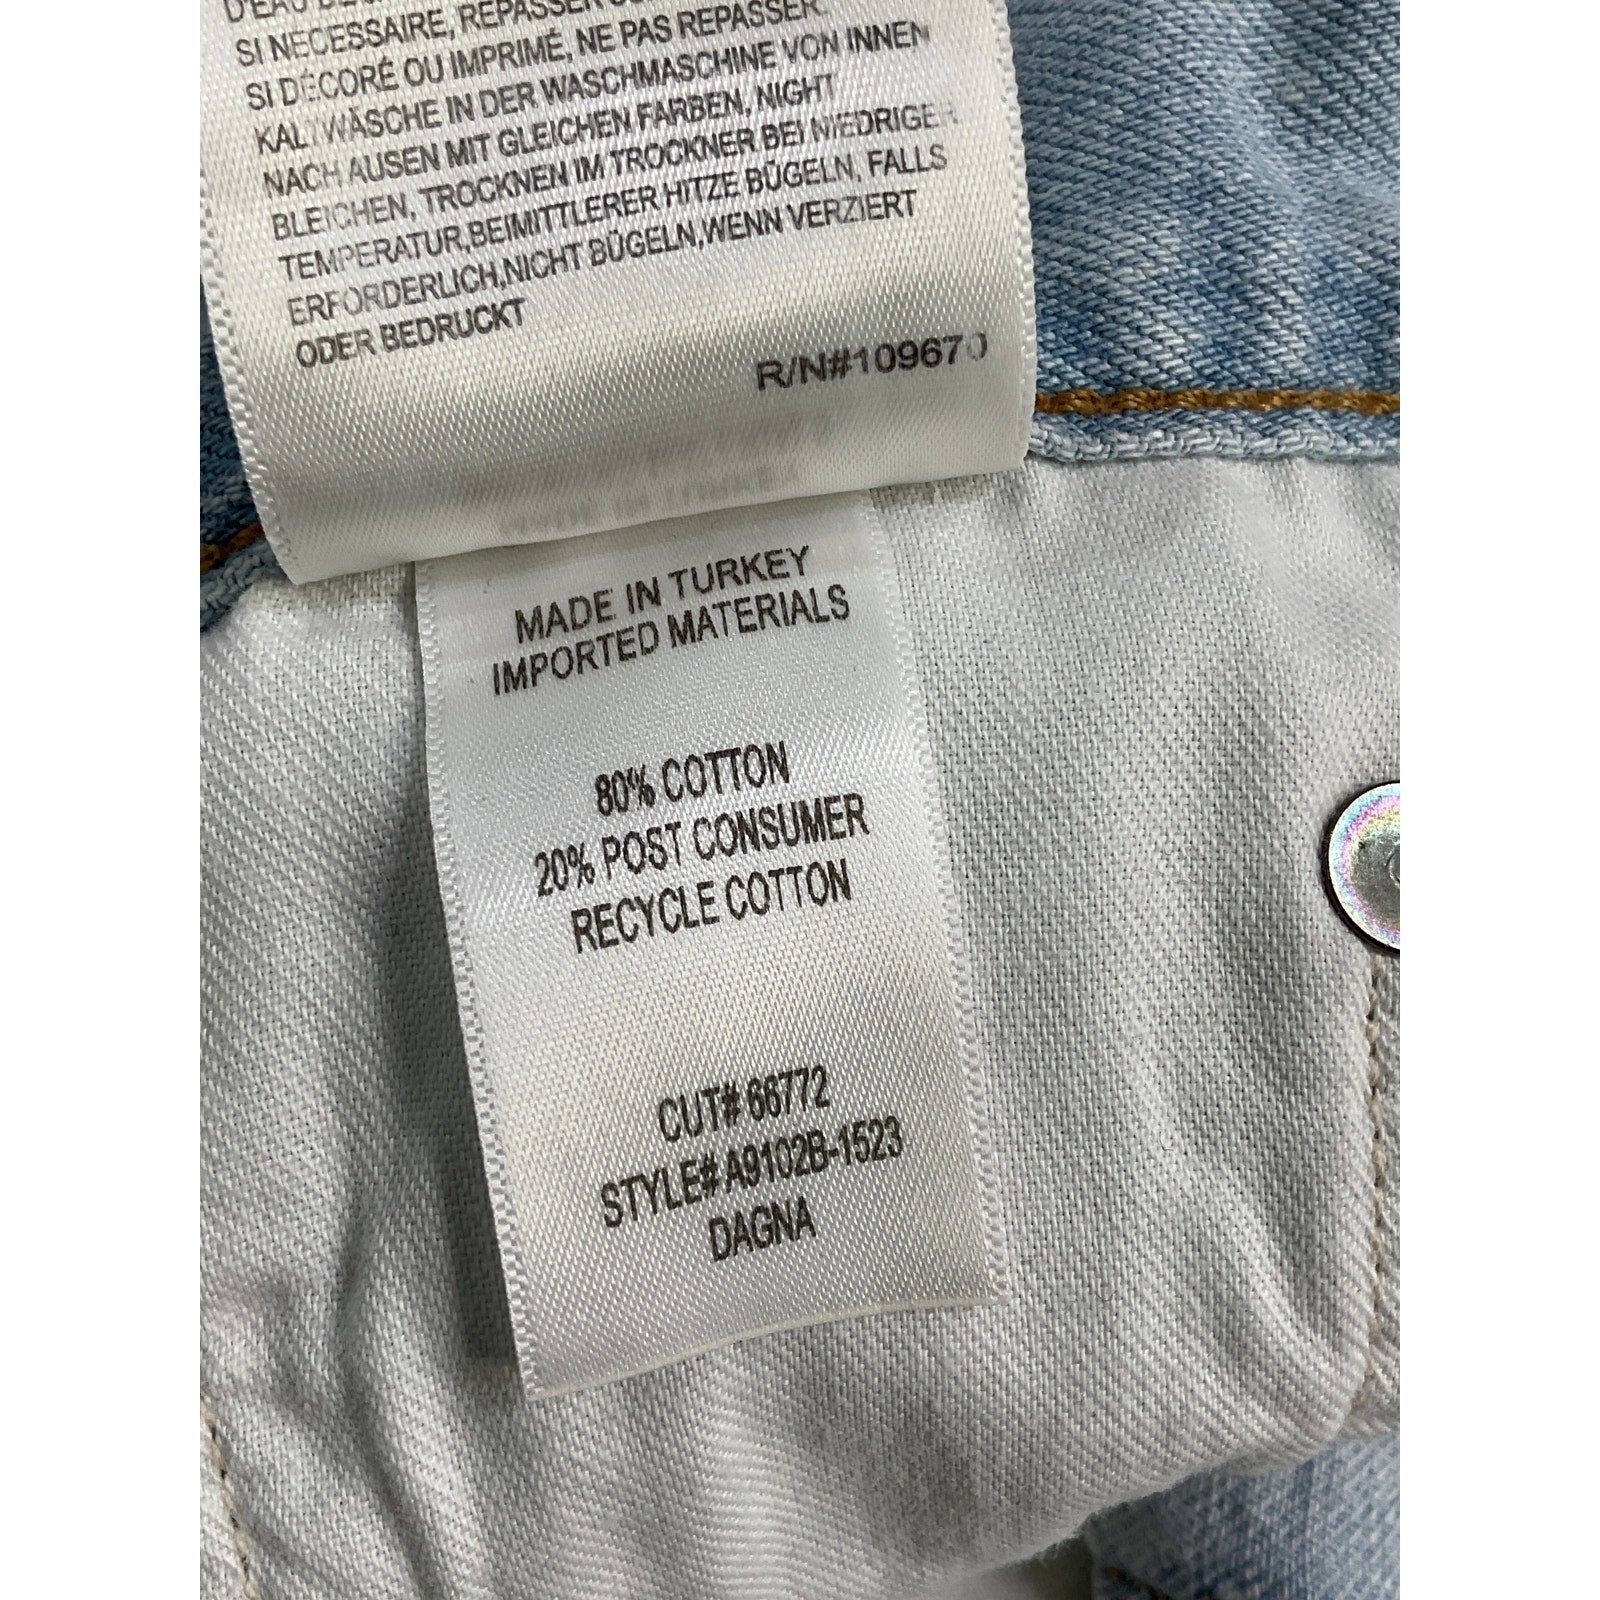 D'EAU DE
SI NECESSAIRE, REPASSER
SI DÉCORÉ OU IMPRIMÉ, NE PAS REPASSER
KALTWÄSCHE IN DER WASCHMASCHINE VON INNEN
NACH AUSEN MIT GLEICHEN FARBEN, NIGHT
BLEICHEN, TROCKNEN IM TROCKNER BEI NIEDRIGER
TEMPERATUR,BEIMITTLERER HITZE BÜGELN, FALLS
ERFORDERLICH,NICHT BÜGELN,WENN VERZIERT
ODER BEDRUCKT
R/N#109670
MADE IN TURKEY
IMPORTED MATERIALS
80% COTTON
20% POST CONSUMER
RECYCLE COTTON
CUT# 66772
STYLE# A9102B-1523
DAGNA